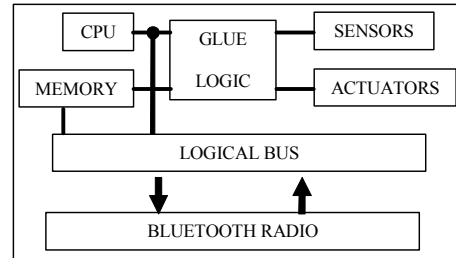 CPU
GLUE
LOGIC
SENSORS
MEMORY
ACTUATORS
LOGICAL BUS
BLUETOOTH RADIO